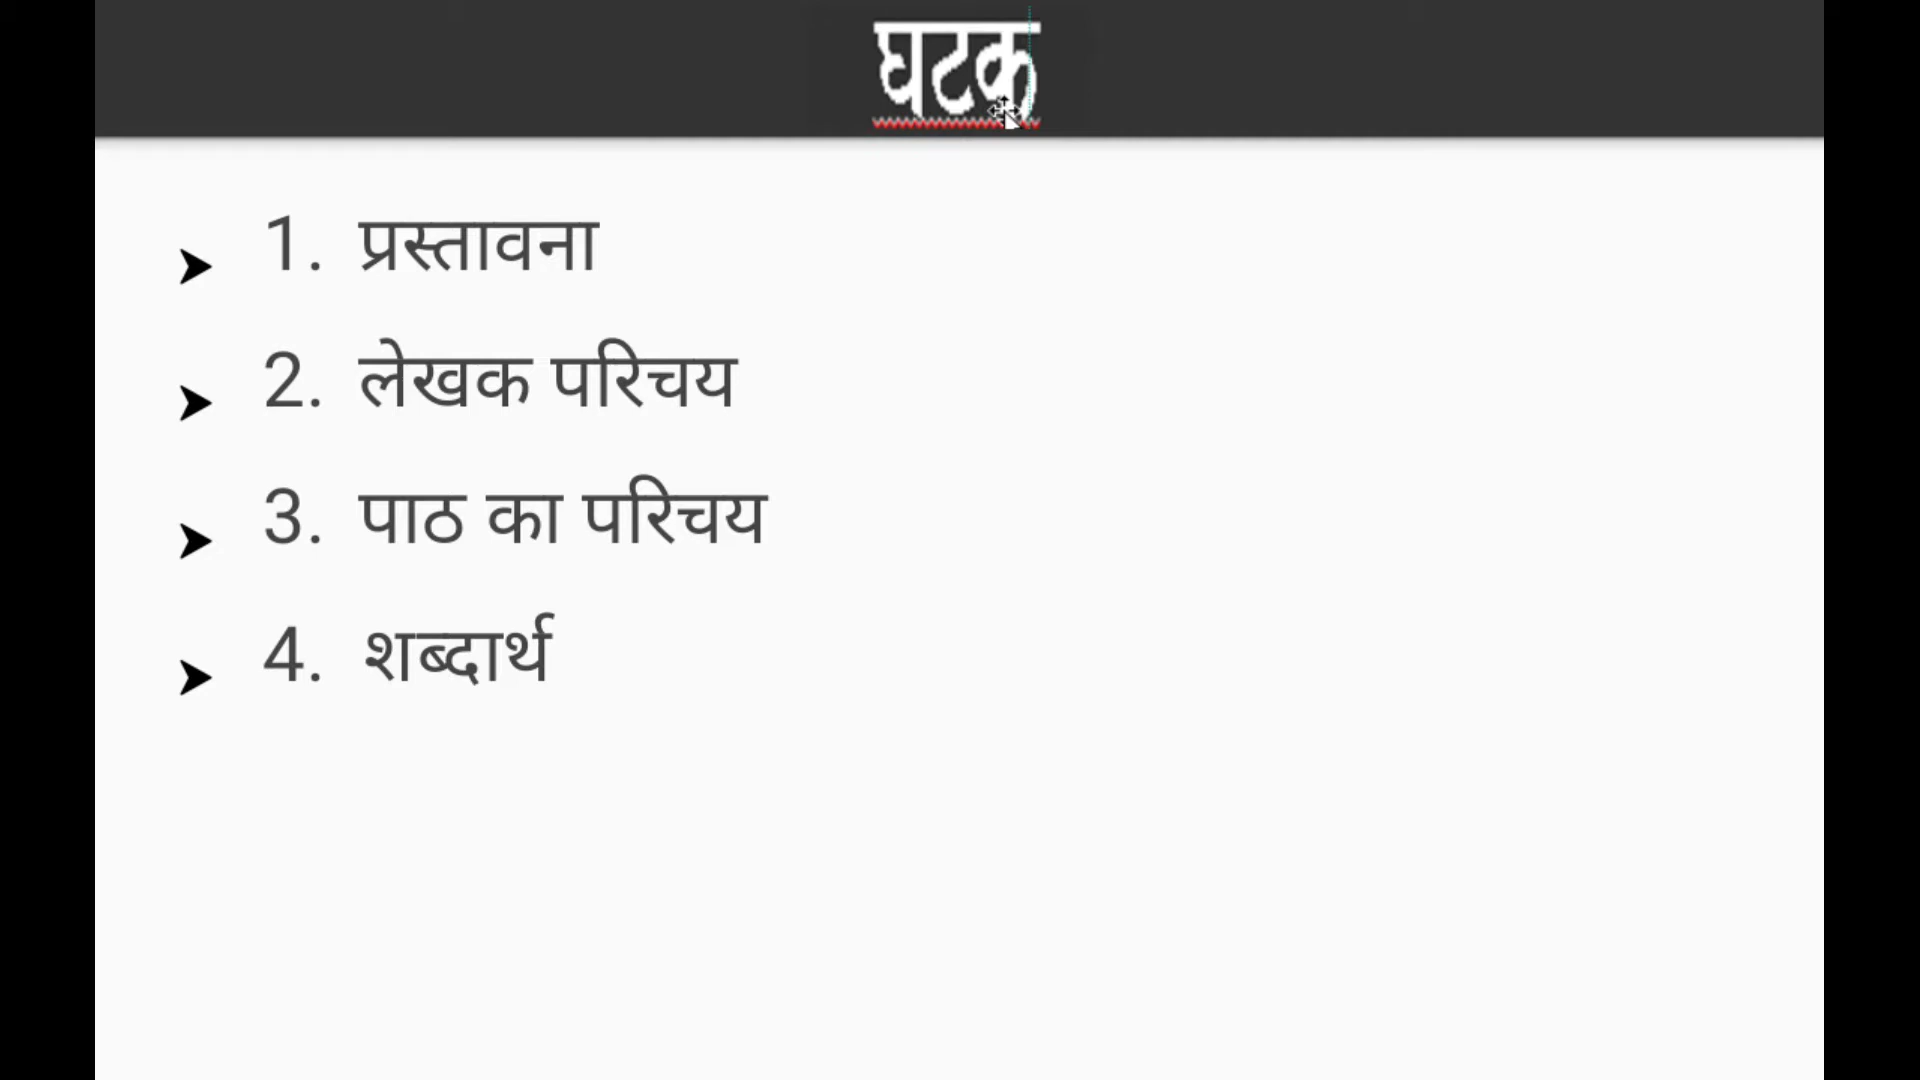 घटक
➤ 1. प्रस्तावना
➤ 2. लेखक परिचय
➤ 3. पाठ का परिचय
➤ 4. शब्दार्थ